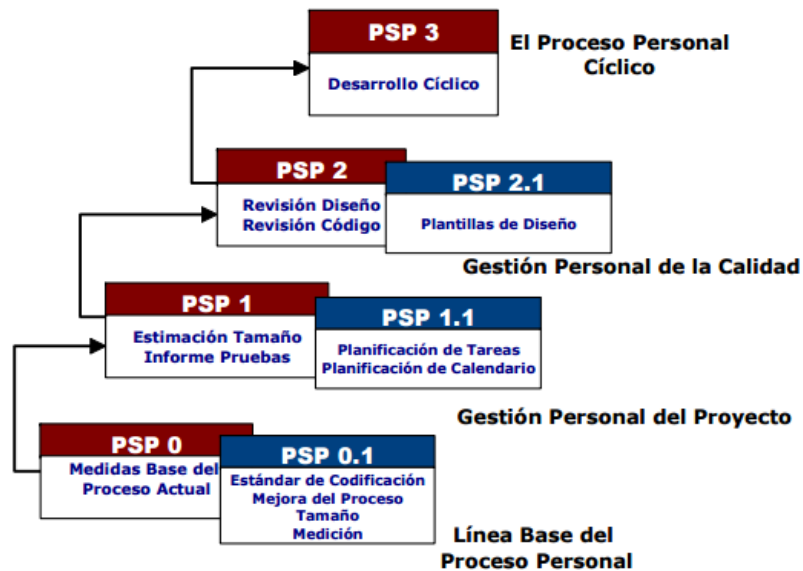 PSP 3
El Proceso Personal
Cíclico
Desarrollo Cíclico
PSP 2
Revisión Diseño
Revisión Código
PSP 2.1
Plantillas de Diseño
Gestión Personal de la Calidad
PSP 1
Estimación Tamaño
Informe Pruebas
PSP 1.1
Planificación de Tareas
Planificación de Calendario
Gestión Personal del Proyecto
PSP 0
Medidas Base del
Proceso Actual
PSP 0.1
Estándar de Codificación
Mejora del Proceso
Tamaño
Medición
Línea Base del
Proceso Personal